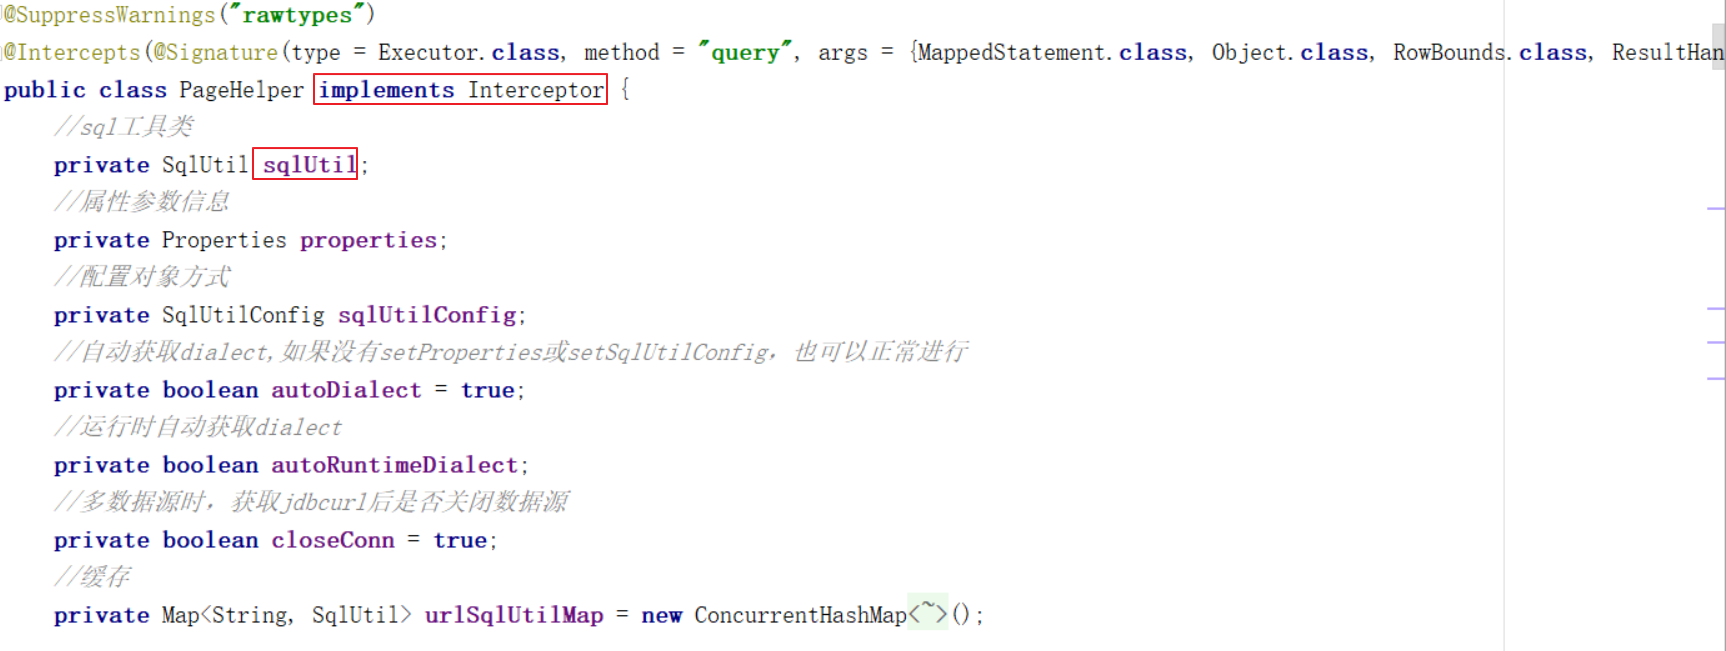 @SuppressWarnings("rawtypes")
@Intercepts(@Signature(type = Executor.class, method = "query", args = {MappedStatement.class, Object.class, RowBounds.class, ResultHan
public class PageHelper implements Interceptor {
//sql工具类
private SqlUtil sqlUtil;
//属性参数信息
private Properties properties;
//配置对象方式
private SqlUtilConfig sqlUtilConfig;
//自动获取dialect,如果没有setProperties或setSqlUtilConfig，也可以正常进行
private boolean autoDialect = true;
//运行时自动获取dialect
private boolean autoRuntimeDialect;
//多数据源时，获取jdbcurl后是否关闭数据源
private boolean closeConn = true;
//缓存
private Map<String, SqlUtil> urlSqlUtilMap = new ConcurrentHashMap<~>();